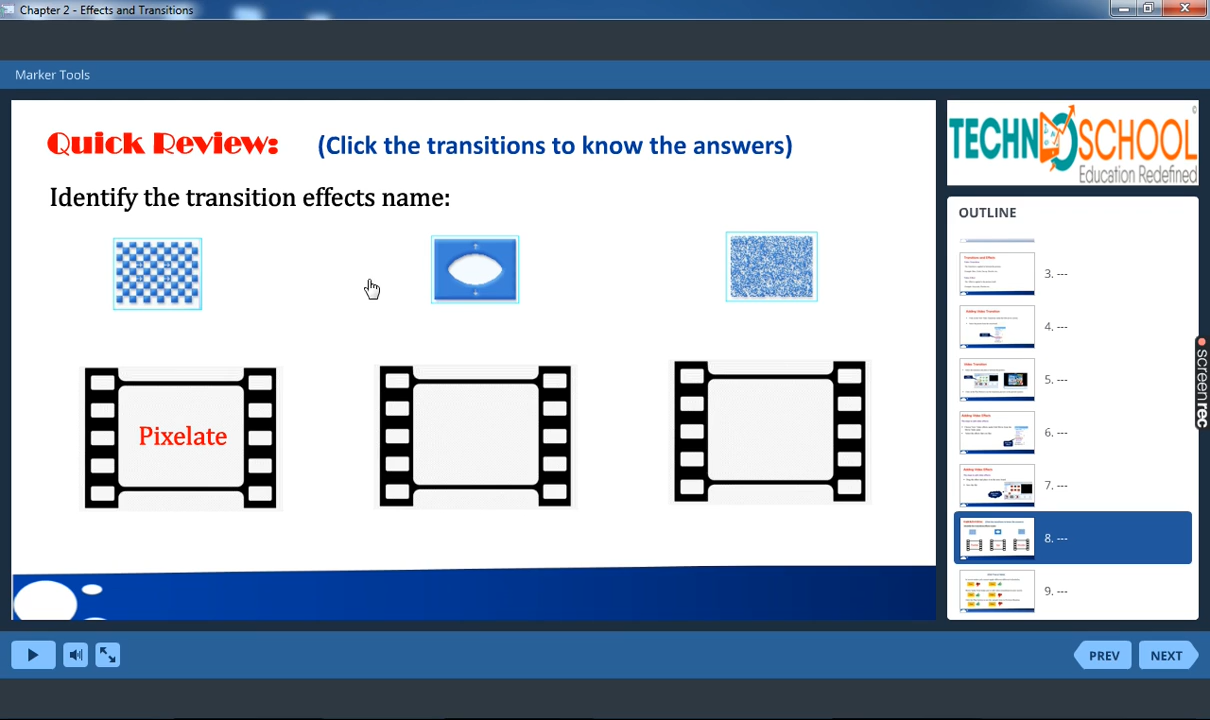 Chapter 2 - Effects and Transitions
Marker Tools
Quick Review: (Click the transitions to know the answers)
Identify the transition effects name:
Pixelate
TECHNOSCHOOL
©
Education Redefined
OUTLINE
3. ---
4. ---
5. ---
6. ---
7. ---
8. ---
9. ---
screenrec
PREV
NEXT